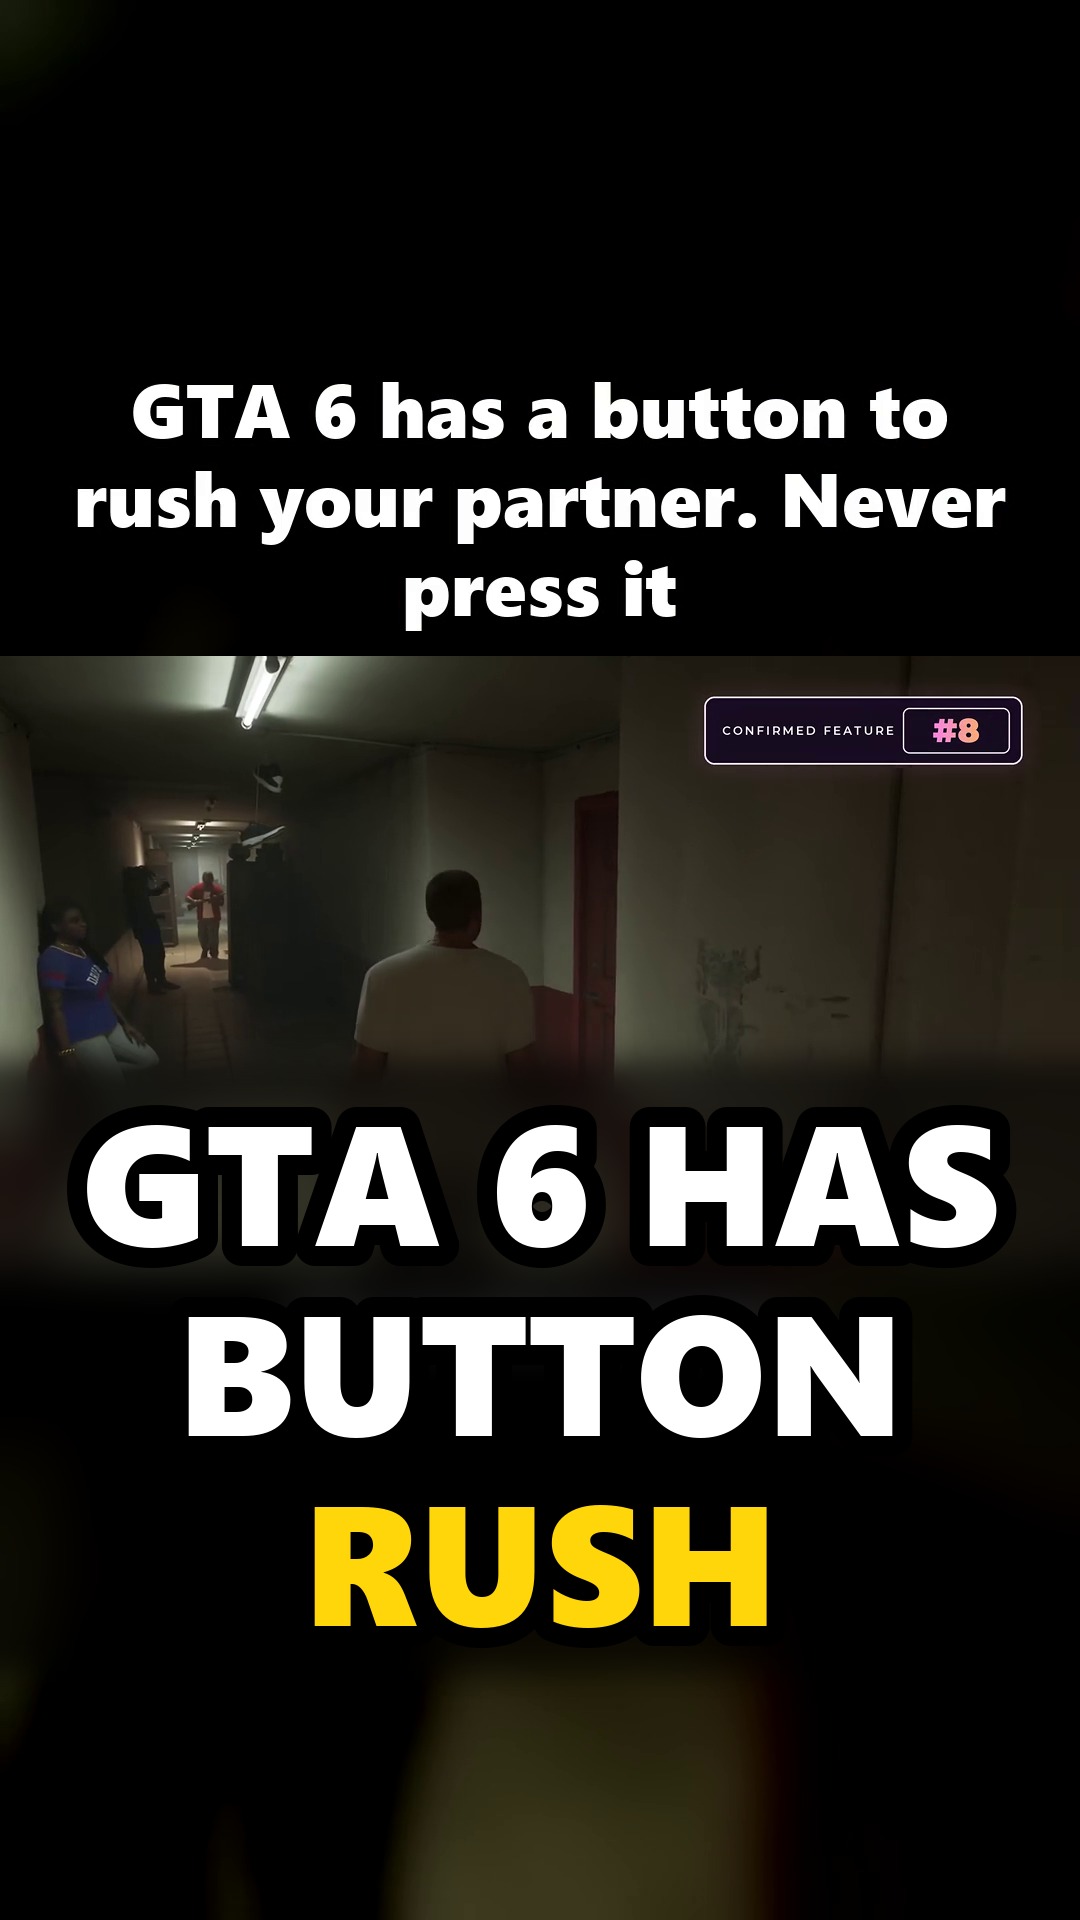 GTA 6 has a button to
rush your partner. Never
press it
CONFIRMED FEATURE #8
GTA 6 HAS
BUTTON
RUSH